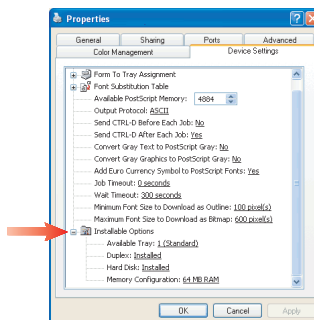 Properties
General Sharing Ports Advanced
Color Management Device Settings
Form To Tray Assignment
Font Substitution Table
Available PostScript Memory: 4884
Output Protocol: ASCII
Send CTRL-D Before Each Job: No
Send CTRL-D After Each Job: Yes
Convert Gray Text to PostScript Gray: No
Convert Gray Graphics to PostScript Gray: No
Add Euro Currency Symbol to PostScript Fonts: Yes
Job Timeout: 0 seconds
Wait Timeout: 300 seconds
Minimum Font Size to Download as Outline: 100 pixel(s)
Maximum Font Size to Download as Bitmap: 600 pixel(s)
Installable Options
Available Tray: 1 (Standard)
Duplex: Installed
Hard Disk: Installed
Memory Configuration: 64 MB RAM
OK Cancel Apply